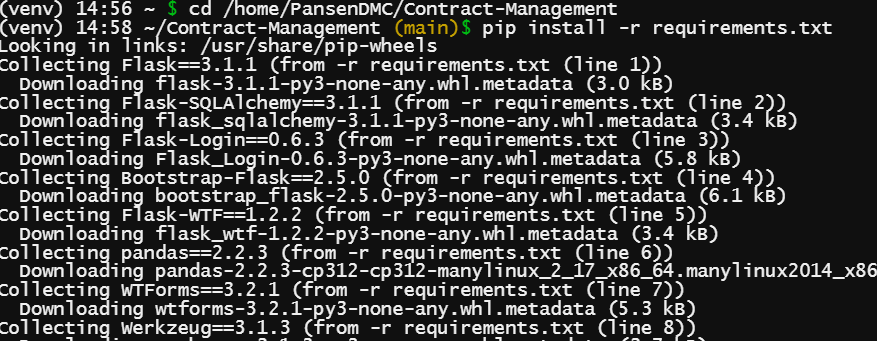 (venv) 14:56 ~ $ cd /home/PansenDMC/Contract-Management
(venv) 14:58 ~/Contract-Management (main)$ pip install -r requirements.txt
Looking in links: /usr/share/pip-wheels
Collecting Flask==3.1.1 (from -r requirements.txt (line 1))
  Downloading flask-3.1.1-py3-none-any.whl.metadata (3.0 kB)
Collecting Flask-SQLAlchemy==3.1.1 (from -r requirements.txt (line 2))
  Downloading flask_sqlalchemy-3.1.1-py3-none-any.whl.metadata (3.4 kB)
Collecting Flask-Login==0.6.3 (from -r requirements.txt (line 3))
  Downloading Flask_Login-0.6.3-py3-none-any.whl.metadata (5.8 kB)
Collecting Bootstrap-Flask==2.5.0 (from -r requirements.txt (line 4))
  Downloading bootstrap_flask-2.5.0-py3-none-any.whl.metadata (6.1 kB)
Collecting Flask-WTF==1.2.2 (from -r requirements.txt (line 5))
  Downloading flask_wtf-1.2.2-py3-none-any.whl.metadata (3.4 kB)
Collecting pandas==2.2.3 (from -r requirements.txt (line 6))
  Downloading pandas-2.2.3-cp312-cp312-manylinux_2_17_x86_64.manylinux2014_x86
Collecting WTForms==3.2.1 (from -r requirements.txt (line 7))
  Downloading wtforms-3.2.1-py3-none-any.whl.metadata (5.3 kB)
Collecting Werkzeug==3.1.3 (from -r requirements.txt (line 8))